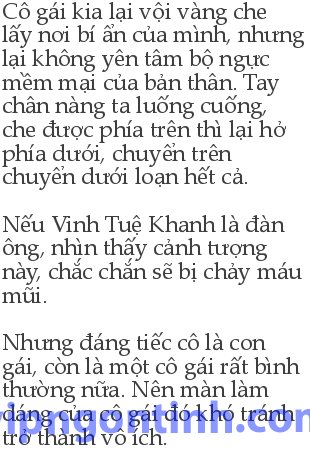 Cô gái kia lại vội vàng che
lấy nơi bí ẩn của mình, nhưng
lại không yên tâm bộ ngực
mềm mại của bản thân. Tay
chân nàng ta luống cuống,
che được phía trên thì lại hở
phía dưới, chuyển trên
chuyển dưới loạn hết cả.
Nếu Vinh Tuệ Khanh là đàn
ông, nhìn thấy cảnh tượng
này, chắc chắn sẽ bị chảy máu
mũi.
Nhưng đáng tiếc cô là con
gái, còn là một cô gái rất bình
thường nữa. Nên màn làm
dáng của cô gái đó khó tránh
trở thành vô ích.